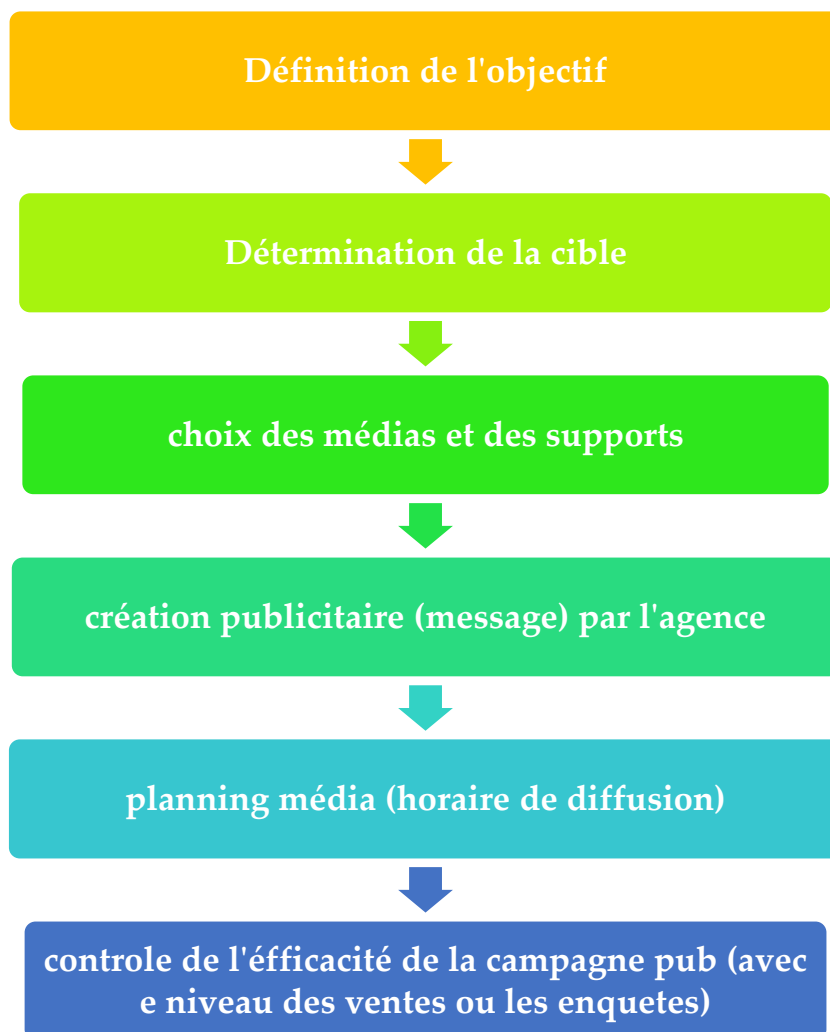 Définition de l'objectif
Détermination de la cible
choix des médias et des supports
création publicitaire (message) par l'agence
planning média (horaire de diffusion)
controle de l'éfficacité de la campagne pub (avec
e niveau des ventes ou les enquetes)